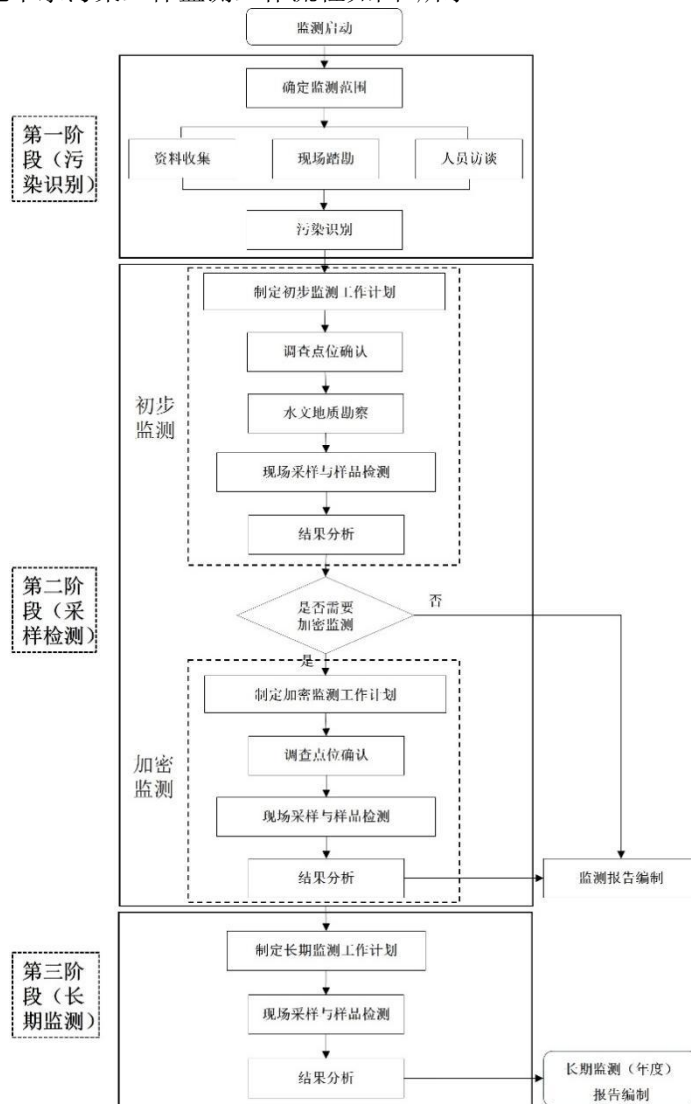 监测启动
确定监测范围
第一阶
段（污
染识别）
资料收集
现场踏勘
人员访谈
污染识别
制定初步监测工作计划
调查点位确认
初步
监测
水文地质勘察
现场采样与样品检测
结果分析
第二阶
段（采
样检测）
是否需要
加密监测
否
是
制定加密监测工作计划
加密
监测
调查点位确认
现场采样与样品检测
结果分析
监测报告编制
制定长期监测工作计划
第三阶
段（长
期监测）
现场采样与样品检测
结果分析
长期监测（年度）
报告编制